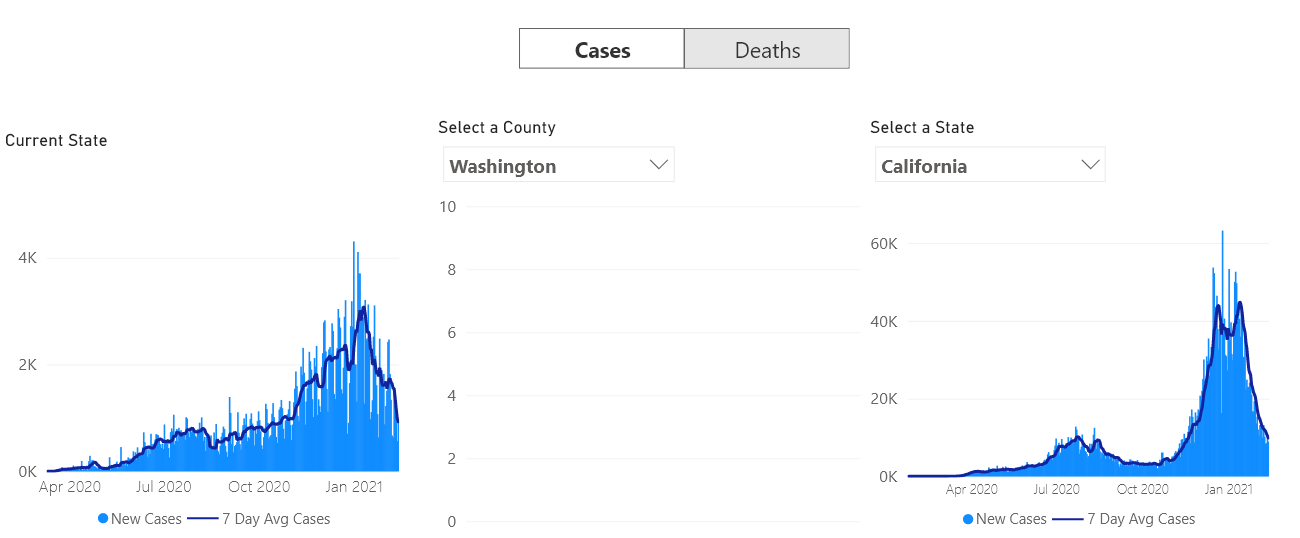 Cases
Deaths
Current State
Select a County
Select a State
Washington
California
4K
2K
0K
Apr 2020
Jul 2020
Oct 2020
Jan 2021
New Cases
7 Day Avg Cases
10
8
6
4
2
0
60K
40K
20K
0K
Apr 2020
Jul 2020
Oct 2020
Jan 2021
New Cases
7 Day Avg Cases